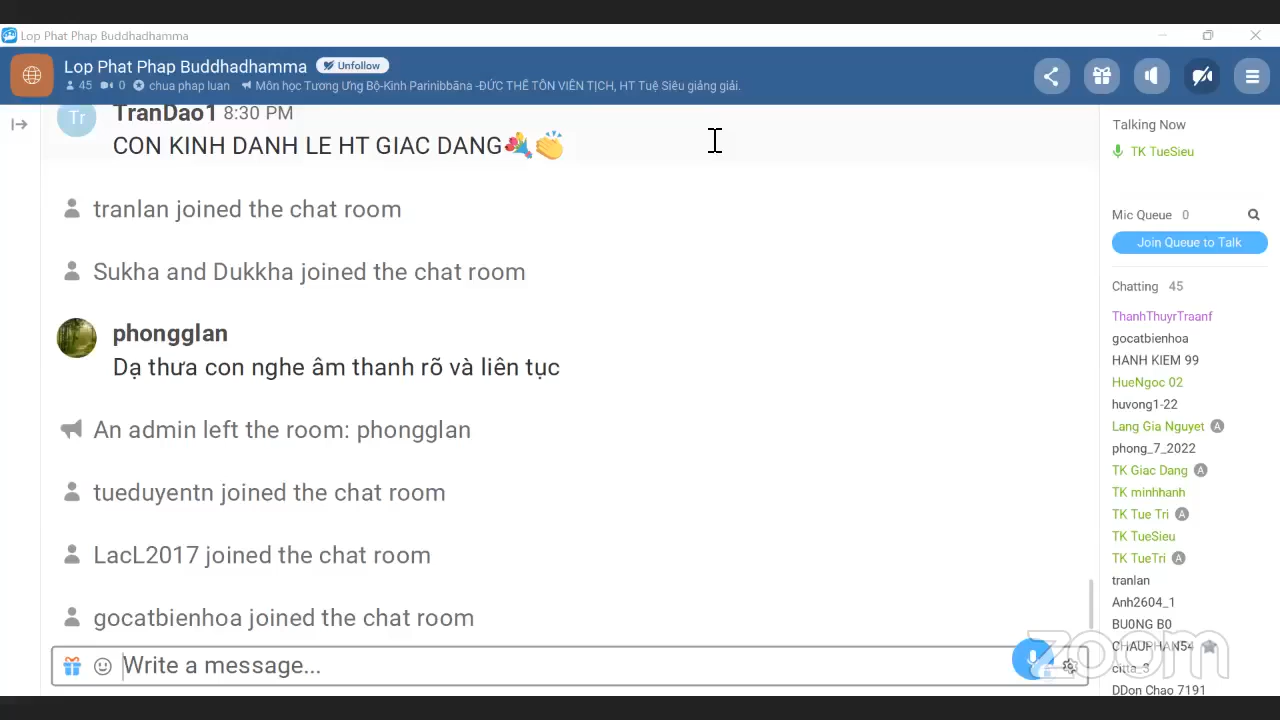 Lop Phat Phap Buddhadhamma
Lop Phat Phap Buddhadhamma Unfollow
45 0 chua phap luan Môn học Tương Ưng Bộ-Kinh Parinibbāna -ĐỨC THẾ TÔN VIÊN TỊCH, HT Tuệ Siêu giảng giải.
Tr
TranDao1 8:30 PM
CON KINH DANH LE HT GIAC DANG
tranlan joined the chat room
Sukha and Dukkha joined the chat room
phongglan
Dạ thưa con nghe âm thanh rõ và liên tục
An admin left the room: phongglan
tueduyentn joined the chat room
LacL2017 joined the chat room
gocatbienhoa joined the chat room
Write a message...
Talking Now
TK TueSieu
Mic Queue 0
Join Queue to Talk
Chatting 45
ThanhThuyrTraanf
gocatbienhoa
HANH KIEM 99
HueNgoc 02
huvong1-22
Lang Gia Nguyet A
phong_7_2022
TK Giac Dang A
TK minhhanh
TK Tue Tri A
TK TueSieu
TK TueTri A
tranlan
Anh2604_1
BU0NG B0
CHAUPHAN54
citta_3
DDon Chao 7191
zoom